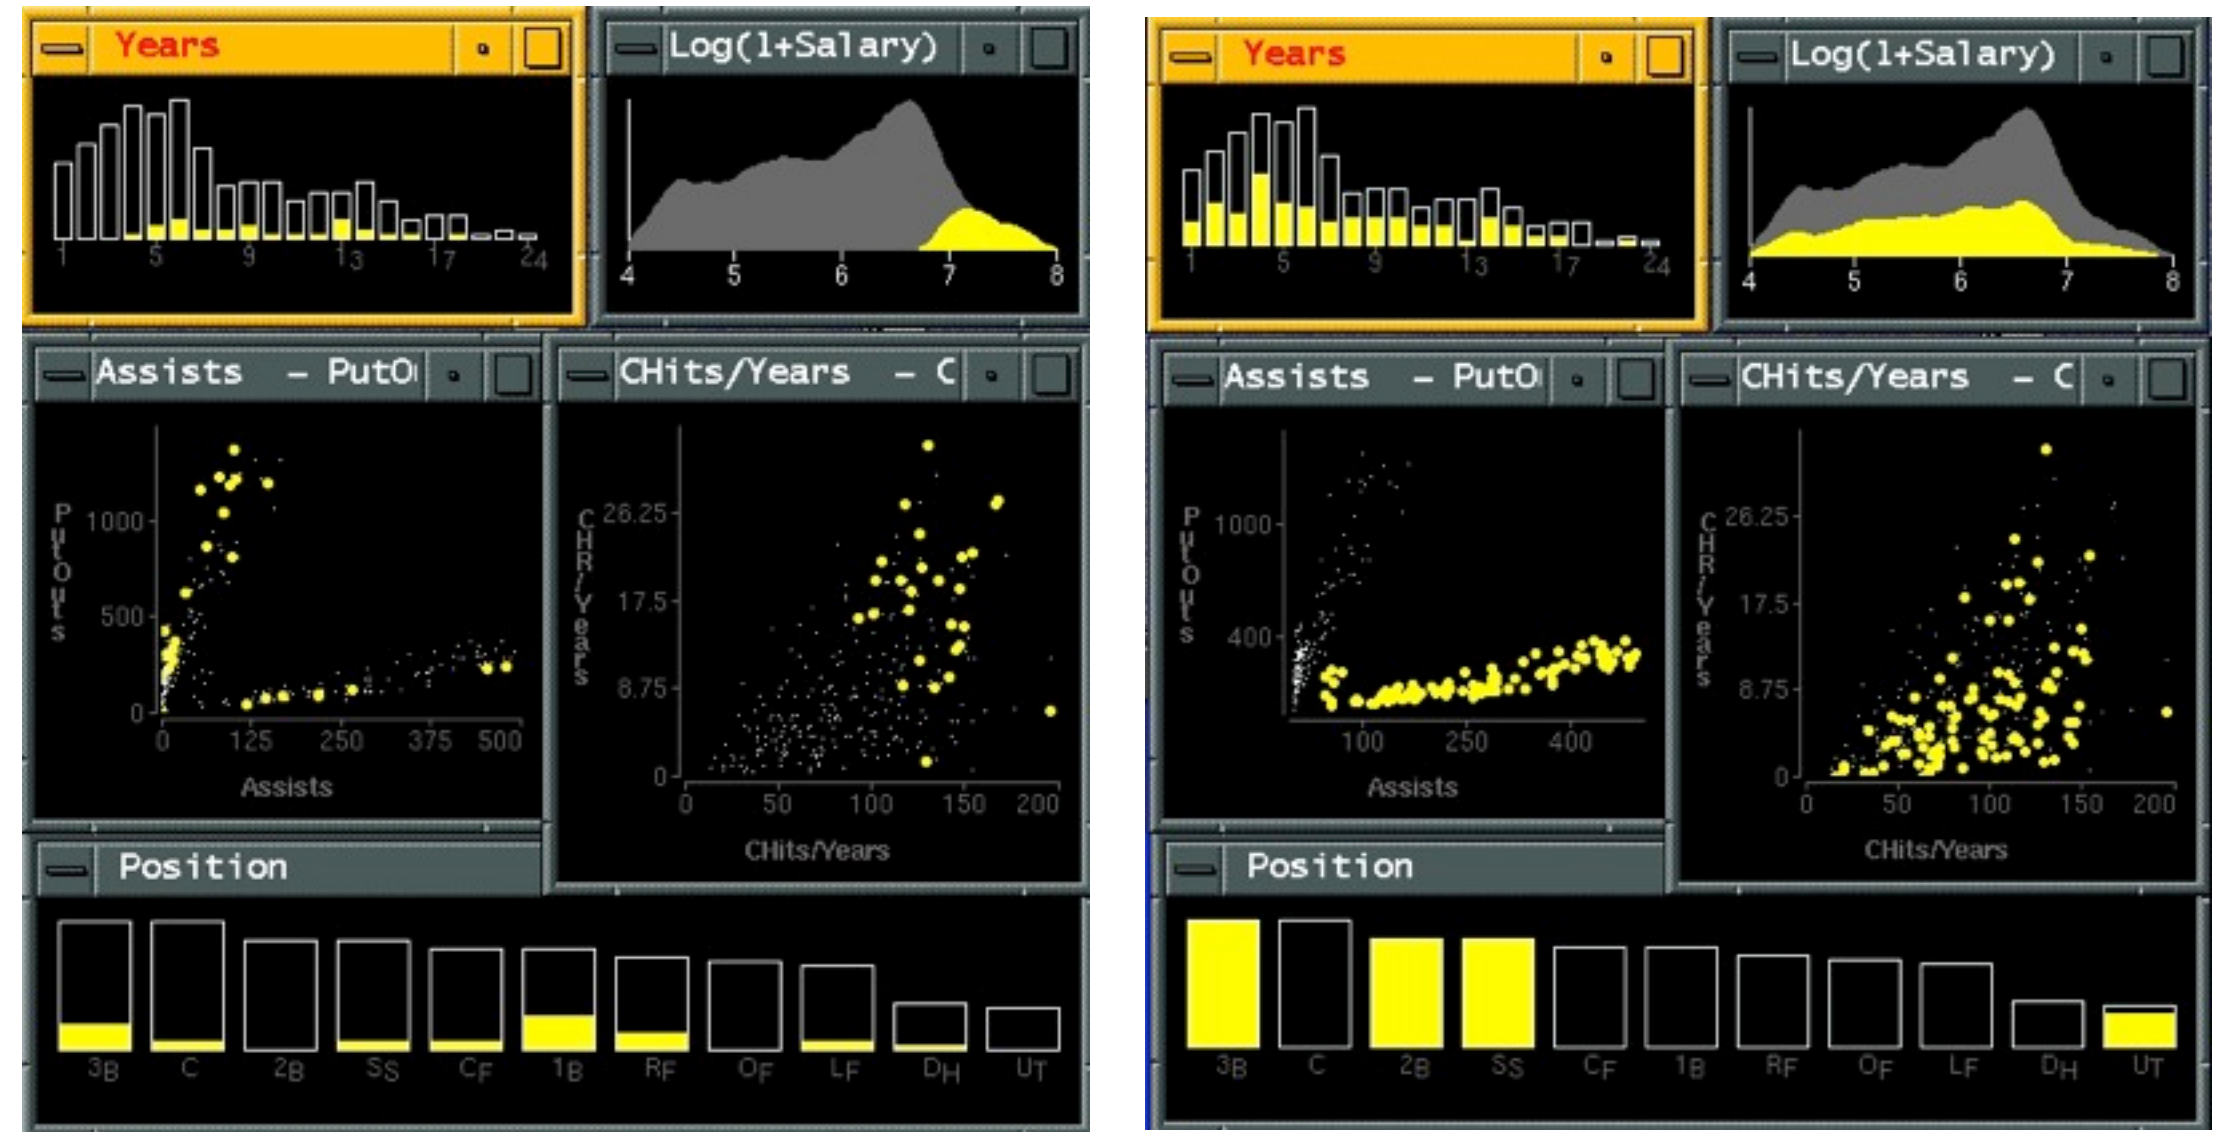 Years
Log(1+Salary)
1 5 9 13 17 24
4 5 6 7 8
Assists – PutO
CHits/Years – C
PutOuts
1000
500
0
0 125 250 375 500
Assists
CHR/Years
26.25
17.5
8.75
0
0 50 100 150 200
CHits/Years
Position
3B C 2B SS CF 1B RF OF LF DH UT
Years
Log(1+Salary)
1 5 9 13 17 24
4 5 6 7 8
Assists – PutO
CHits/Years – C
PutOuts
1000
400
100 250 400
Assists
CHR/Years
26.25
17.5
8.75
0
0 50 100 150 200
CHits/Years
Position
3B C 2B SS CF 1B RF OF LF DH UT